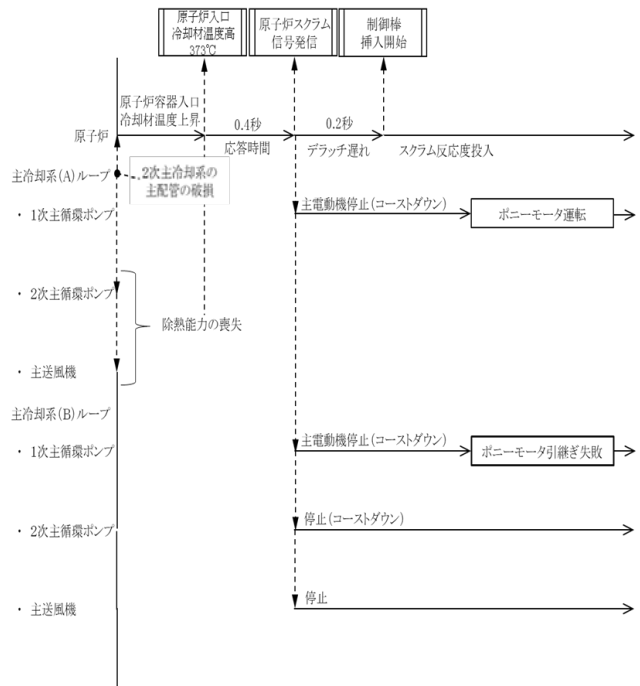 原子炉入口
冷却材温度高
373℃
原子炉スクラム
信号発信
制御棒
挿入開始
原子炉容器入口
冷却材温度上昇
0.4秒
0.2秒
原子炉
応答時間
デラッチ遅れ
スクラム反応度投入
主冷却系(A)ループ
2次主冷却系の
主配管の破損
・ 1次主循環ポンプ
主電動機停止(コーストダウン)
ポニーモータ運転
・ 2次主循環ポンプ
除熱能力の喪失
・ 主送風機
主冷却系(B)ループ
・ 1次主循環ポンプ
主電動機停止(コーストダウン)
ポニーモータ引継ぎ失敗
・ 2次主循環ポンプ
停止(コーストダウン)
・ 主送風機
停止